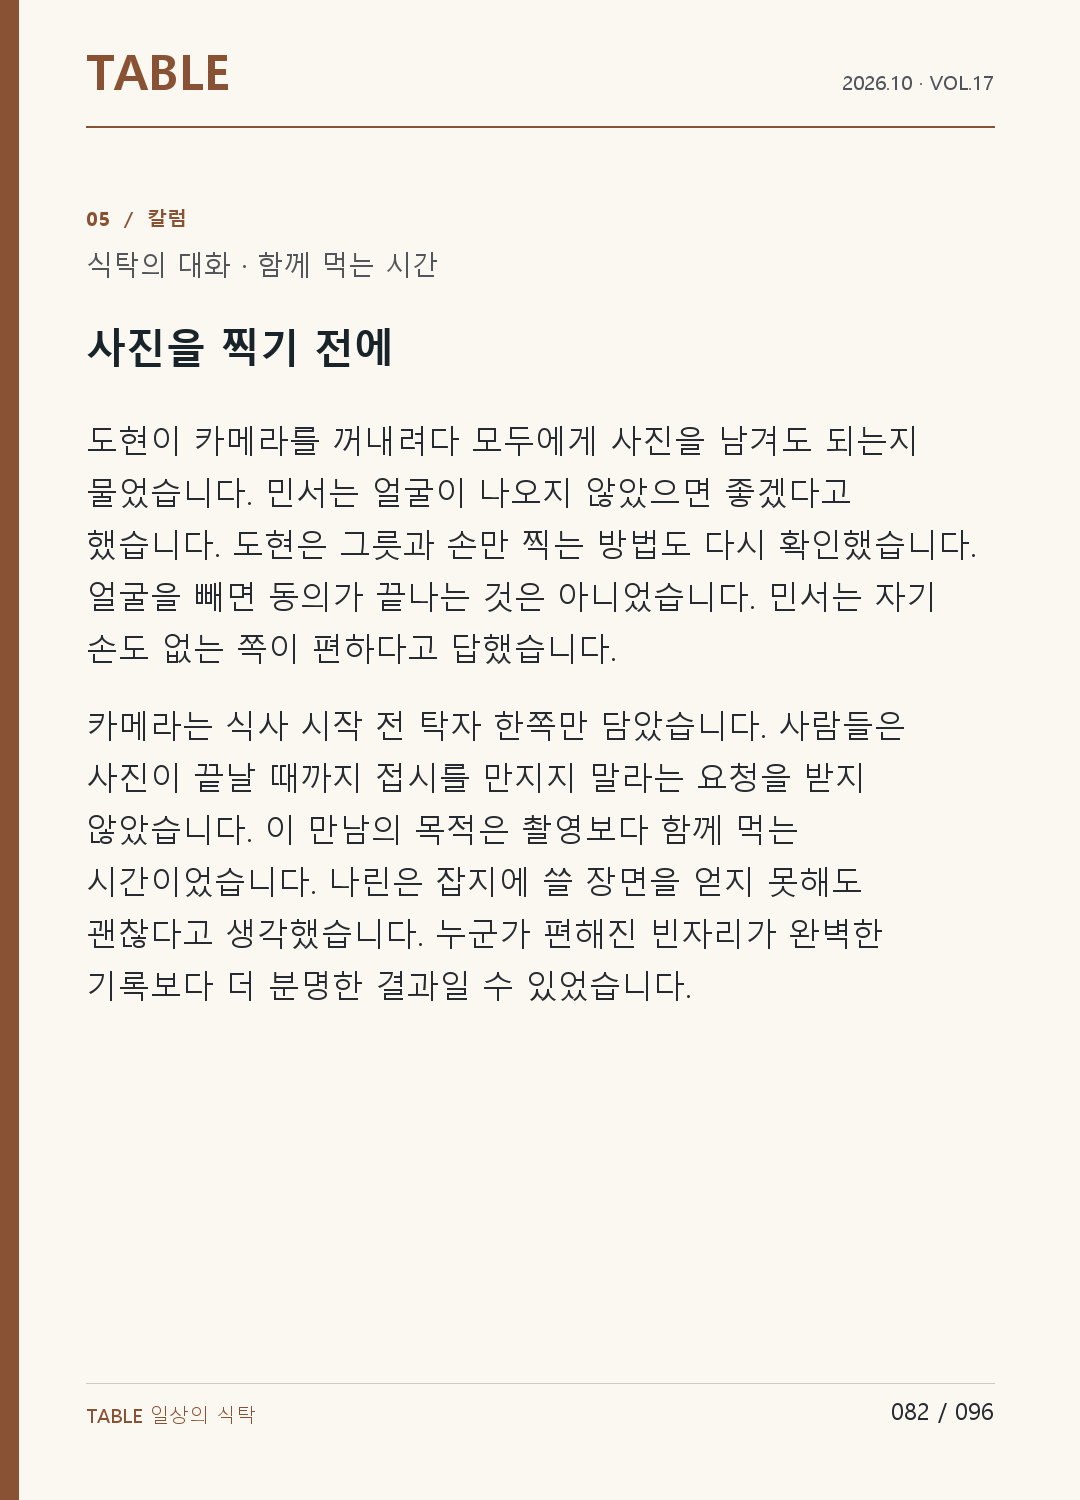 TABLE
2026.10 · VOL.17
05 / 칼럼
식탁의 대화 · 함께 먹는 시간
사진을 찍기 전에
도현이 카메라를 꺼내려다 모두에게 사진을 남겨도 되는지
물었습니다. 민서는 얼굴이 나오지 않았으면 좋겠다고
했습니다. 도현은 그릇과 손만 찍는 방법도 다시 확인했습니다.
얼굴을 빼면 동의가 끝나는 것은 아니었습니다. 민서는 자기
손도 없는 쪽이 편하다고 답했습니다.
카메라는 식사 시작 전 탁자 한쪽만 담았습니다. 사람들은
사진이 끝날 때까지 접시를 만지지 말라는 요청을 받지
않았습니다. 이 만남의 목적은 촬영보다 함께 먹는
시간이었습니다. 나린은 잡지에 쓸 장면을 얻지 못해도
괜찮다고 생각했습니다. 누군가 편해진 빈자리가 완벽한
기록보다 더 분명한 결과일 수 있었습니다.
TABLE 일상의 식탁
082 / 096